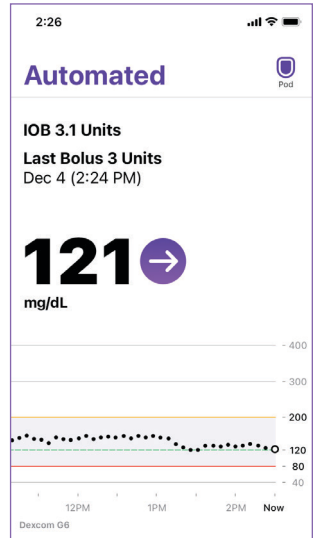 2:26
Automated
Pod
IOB 3.1 Units
Last Bolus 3 Units
Dec 4 (2:24 PM)
121
mg/dL
- 400
- 300
- 200
- 120
- 80
- 40
12PM 1PM 2PM Now
Dexcom G6